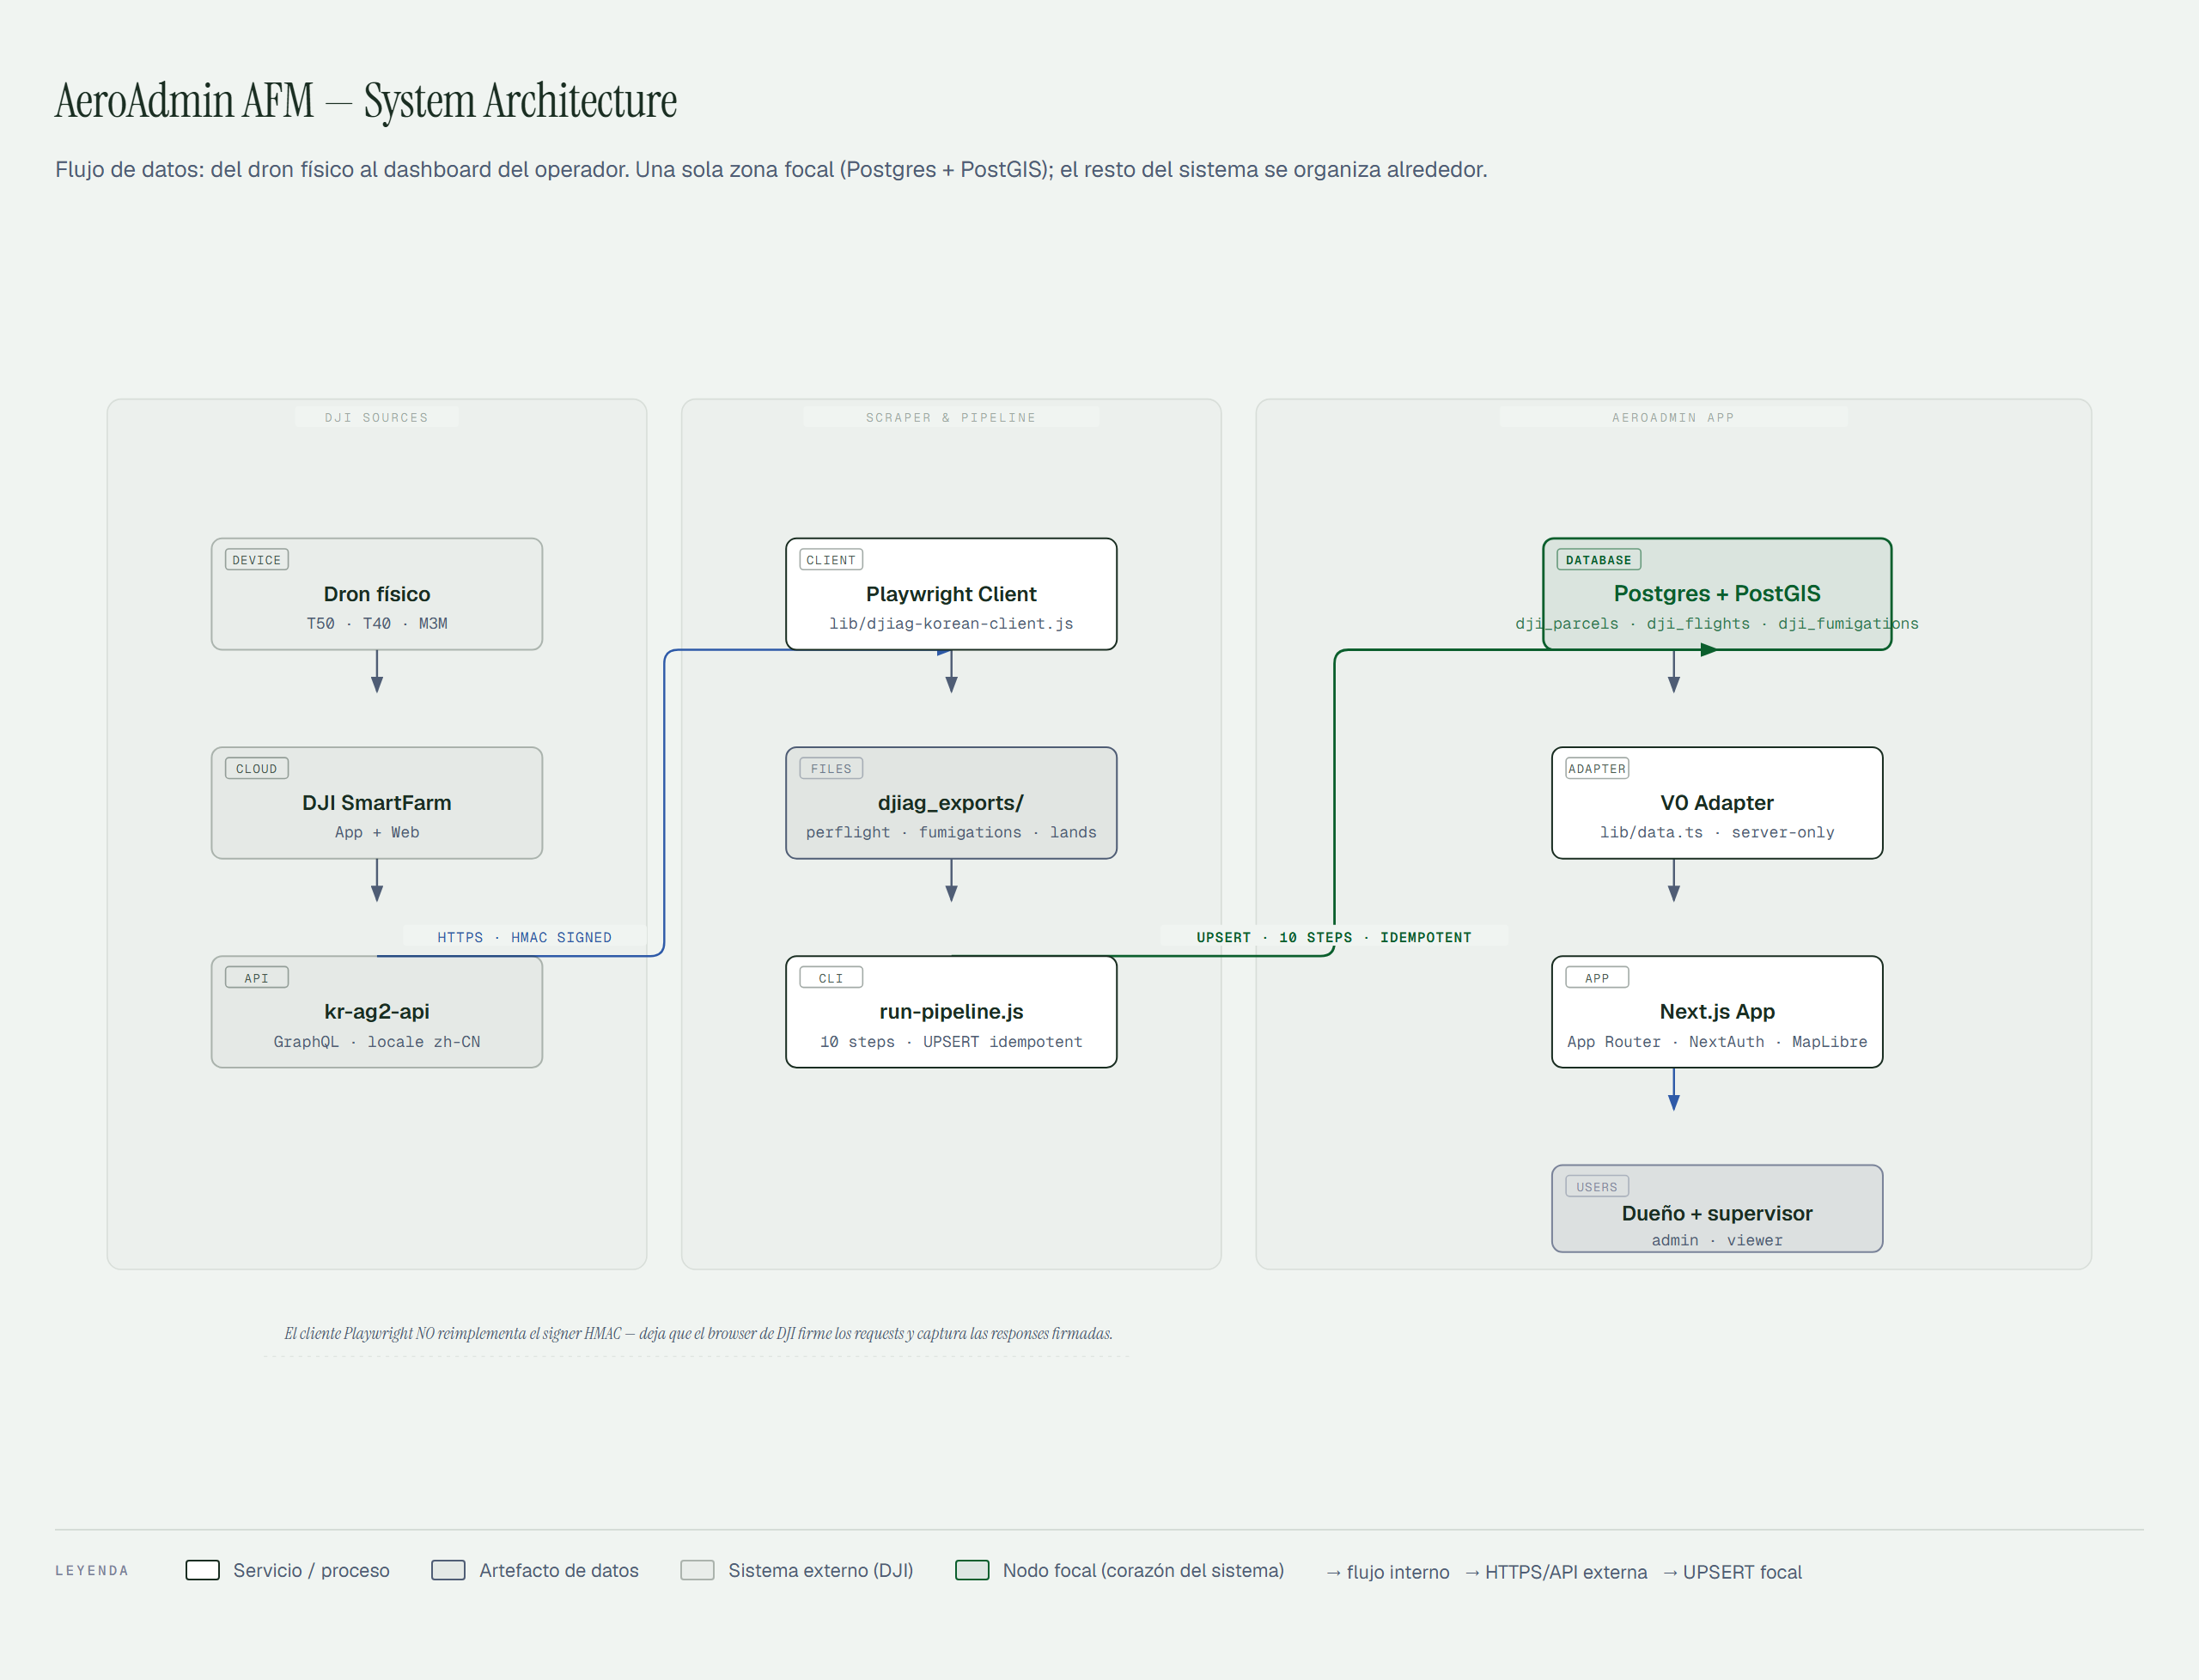 AeroAdmin AFM — System Architecture
Flujo de datos: del dron físico al dashboard del operador. Una sola zona focal (Postgres + PostGIS); el resto del sistema se organiza alrededor.
DJI SOURCES
DEVICE
Dron físico
T50 · T40 · M3M
CLOUD
DJI SmartFarm
App + Web
HTTPS · HMAC SIGNED
API
kr-ag2-api
GraphQL · locale zh-CN
SCRAPER & PIPELINE
CLIENT
Playwright Client
lib/djiag-korean-client.js
FILES
djiag_exports/
perflight · fumigations · lands
CLI
run-pipeline.js
10 steps · UPSERT idempotent
UPSERT · 10 STEPS · IDEMPOTENT
AEROADMIN APP
DATABASE
Postgres + PostGIS
dji_parcels · dji_flights · dji_fumigations
ADAPTER
V0 Adapter
lib/data.ts · server-only
APP
Next.js App
App Router · NextAuth · MapLibre
USERS
Dueño + supervisor
admin · viewer
El cliente Playwright NO reimplementa el signer HMAC — deja que el browser de DJI firme los requests y captura las responses firmadas.
LEYENDA
Servicio / proceso
Artefacto de datos
Sistema externo (DJI)
Nodo focal (corazón del sistema)
→ flujo interno → HTTPS/API externa → UPSERT focal